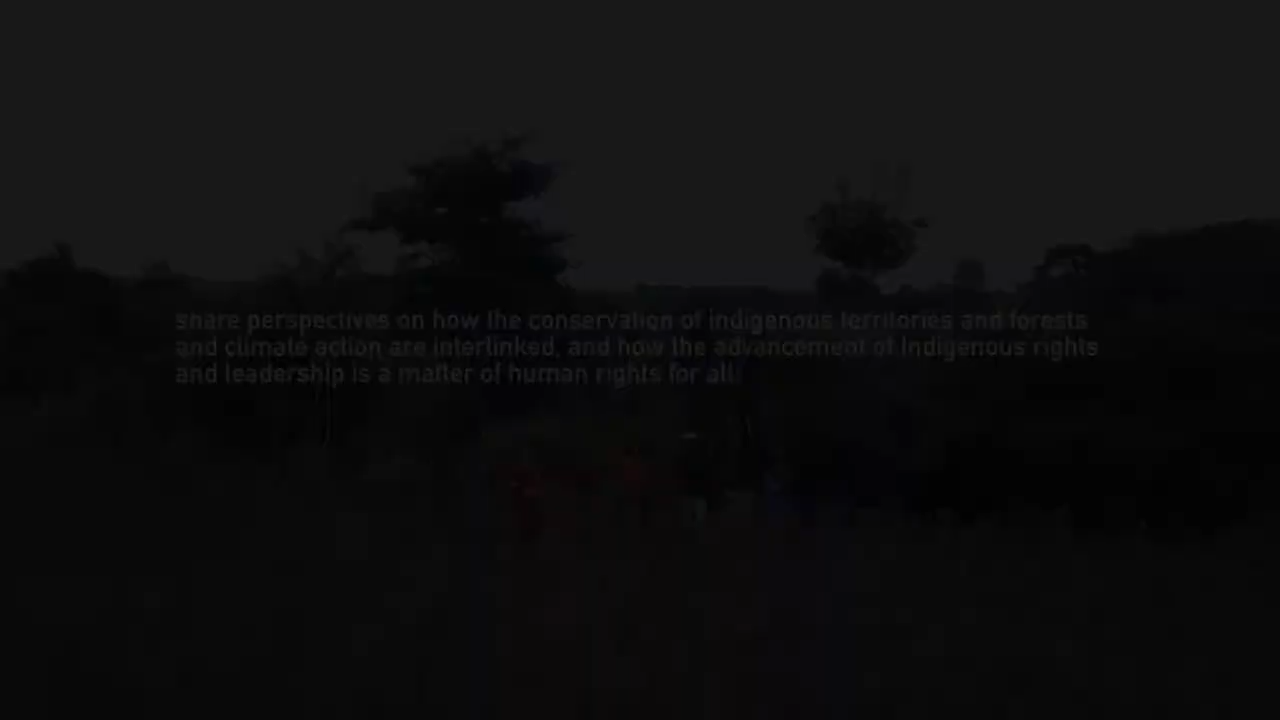 share perspectives on how the conservation of Indigenous territories and forests
and climate action are interlinked, and how the advancement of Indigenous rights
and leadership is a matter of human rights for all.